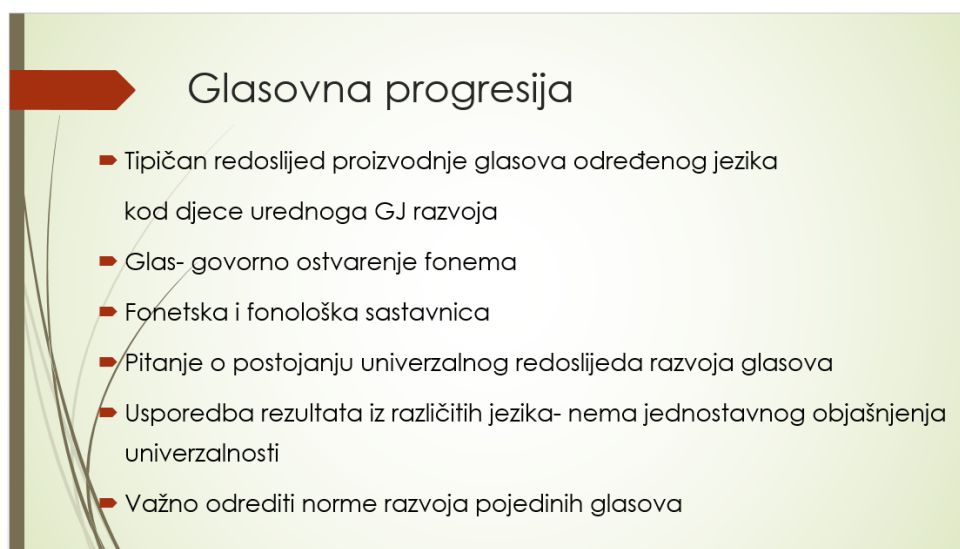 Glasovna progresija
Tipičan redoslijed proizvodnje glasova određenog jezika
kod djece urednoga GJ razvoja
Glas- govorno ostvarenje fonema
Fonetska i fonološka sastavnica
Pitanje o postojanju univerzalnog redoslijeda razvoja glasova
Usporedba rezultata iz različitih jezika- nema jednostavnog objašnjenja
univerzalnosti
Važno odrediti norme razvoja pojedinih glasova